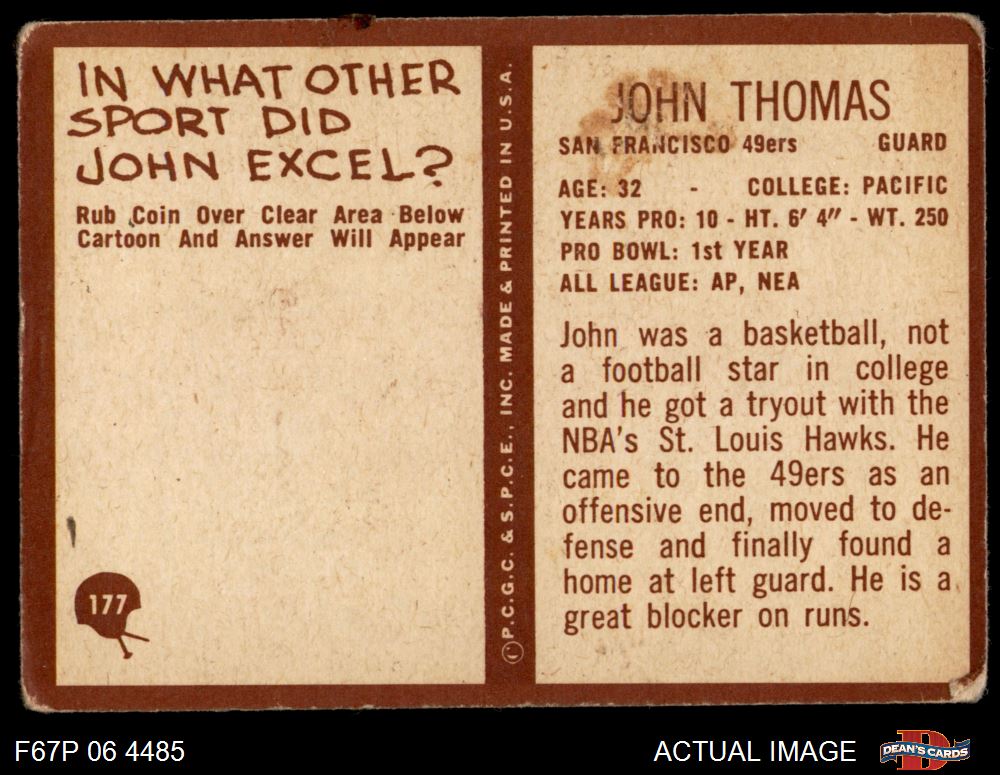 IN WHAT OTHER
SPORT DID
JOHN EXCEL?
Rub Coin Over Clear Area Below
Cartoon And Answer Will Appear
177
© P.C.G.C. & S.P.C.E., INC. MADE & PRINTED IN U.S.A.
JOHN THOMAS
SAN FRANCISCO 49ers GUARD
AGE: 32 - COLLEGE: PACIFIC
YEARS PRO: 10 - HT. 6' 4" - WT. 250
PRO BOWL: 1st YEAR
ALL LEAGUE: AP, NEA
John was a basketball, not
a football star in college
and he got a tryout with the
NBA's St. Louis Hawks. He
came to the 49ers as an
offensive end, moved to de-
fense and finally found a
home at left guard. He is a
great blocker on runs.
F67P 06 4485
ACTUAL IMAGE
D
DEAN'S CARDS